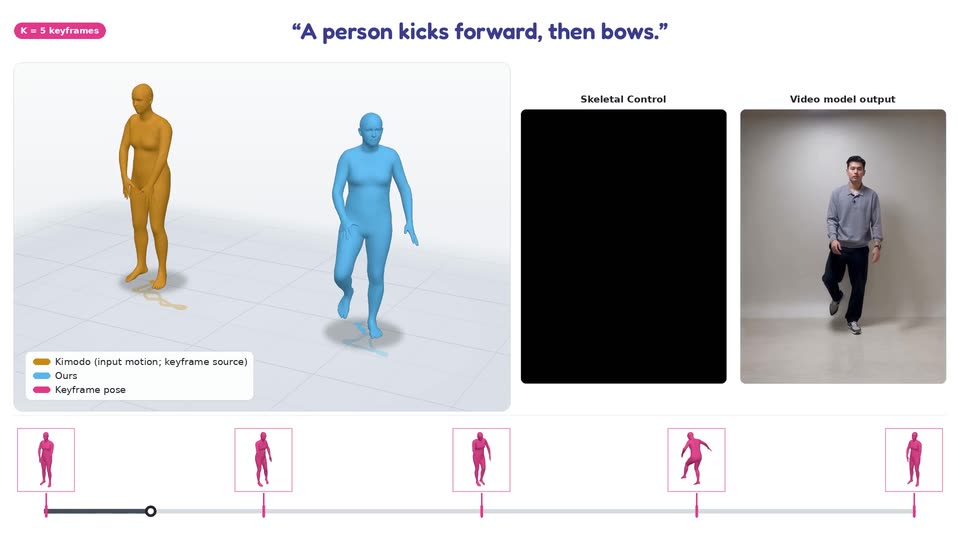 K = 5 keyframes
“A person kicks forward, then bows.”
Skeletal Control
Video model output
Kimodo (input motion; keyframe source)
Ours
Keyframe pose